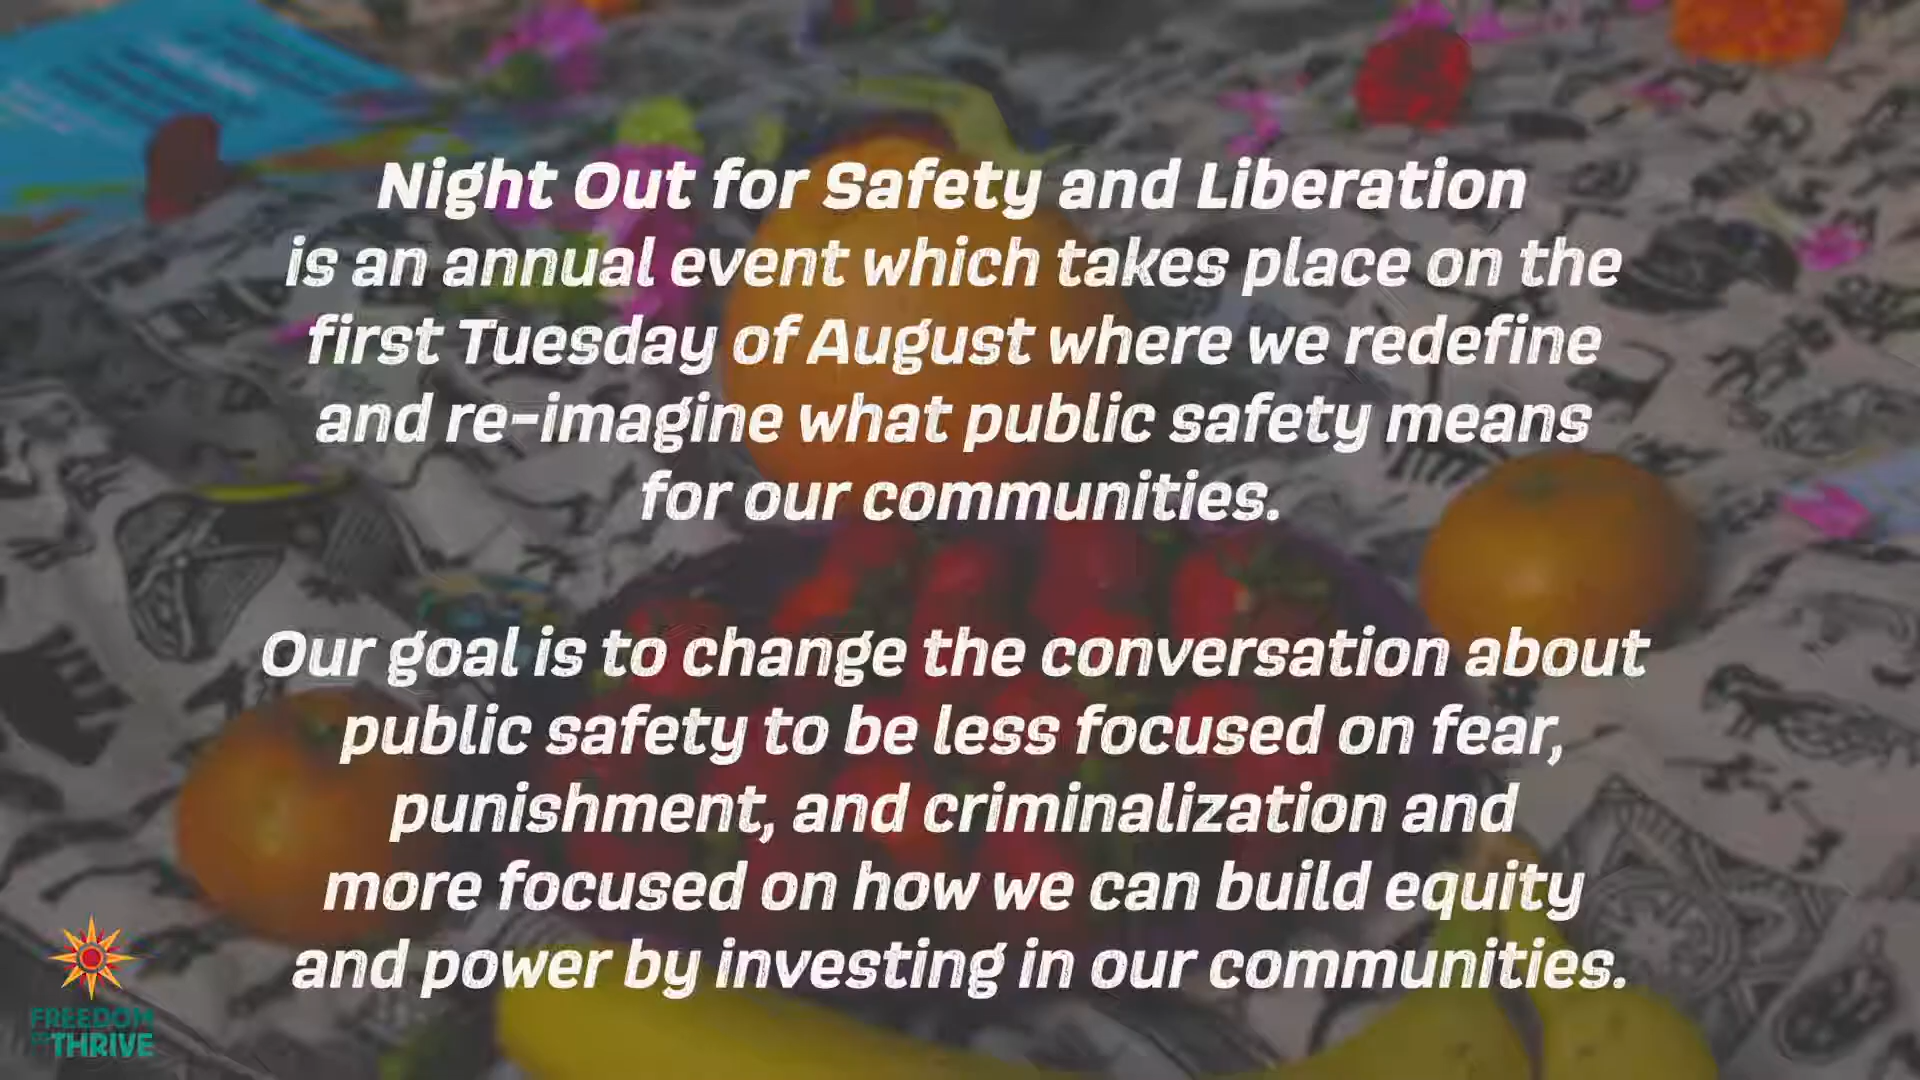 Night Out for Safety and Liberation
is an annual event which takes place on the
first Tuesday of August where we redefine
and re-imagine what public safety means
for our communities.
Our goal is to change the conversation about
public safety to be less focused on fear,
punishment, and criminalization and
more focused on how we can build equity
and power by investing in our communities.
FREEDOM
THRIVE